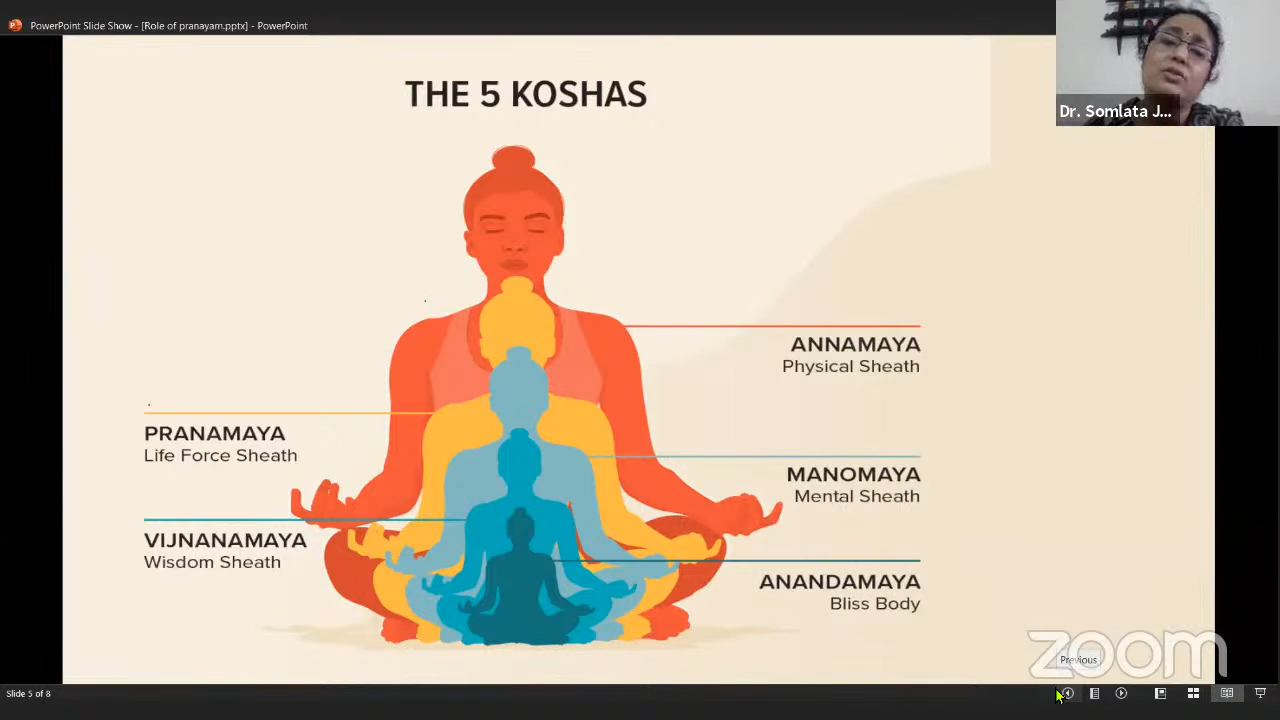 PowerPoint Slide Show - [Role of pranayam.pptx] - PowerPoint
Dr. Somlata J...
THE 5 KOSHAS
ANNAMAYA
Physical Sheath
PRANAMAYA
Life Force Sheath
MANOMAYA
Mental Sheath
VIJNANAMAYA
Wisdom Sheath
ANANDAMAYA
Bliss Body
zoom
Previous
Slide 5 of 8